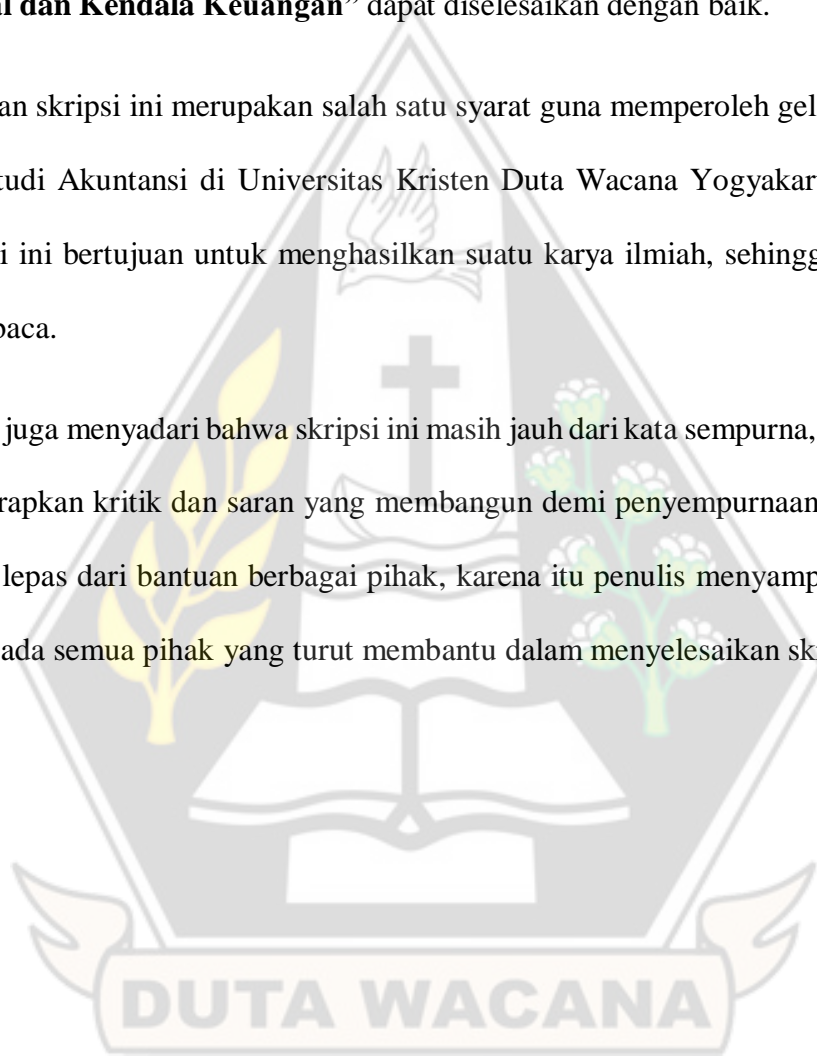 al dan Kendala Keuangan” dapat diselesaikan dengan baik.
an skripsi ini merupakan salah satu syarat guna memperoleh gel
tudi Akuntansi di Universitas Kristen Duta Wacana Yogyakar
i ini bertujuan untuk menghasilkan suatu karya ilmiah, sehingg
baca.
juga menyadari bahwa skripsi ini masih jauh dari kata sempurna,
rapkan kritik dan saran yang membangun demi penyempurnaan
lepas dari bantuan berbagai pihak, karena itu penulis menyamp
ada semua pihak yang turut membantu dalam menyelesaikan sk
DUTA WACANA